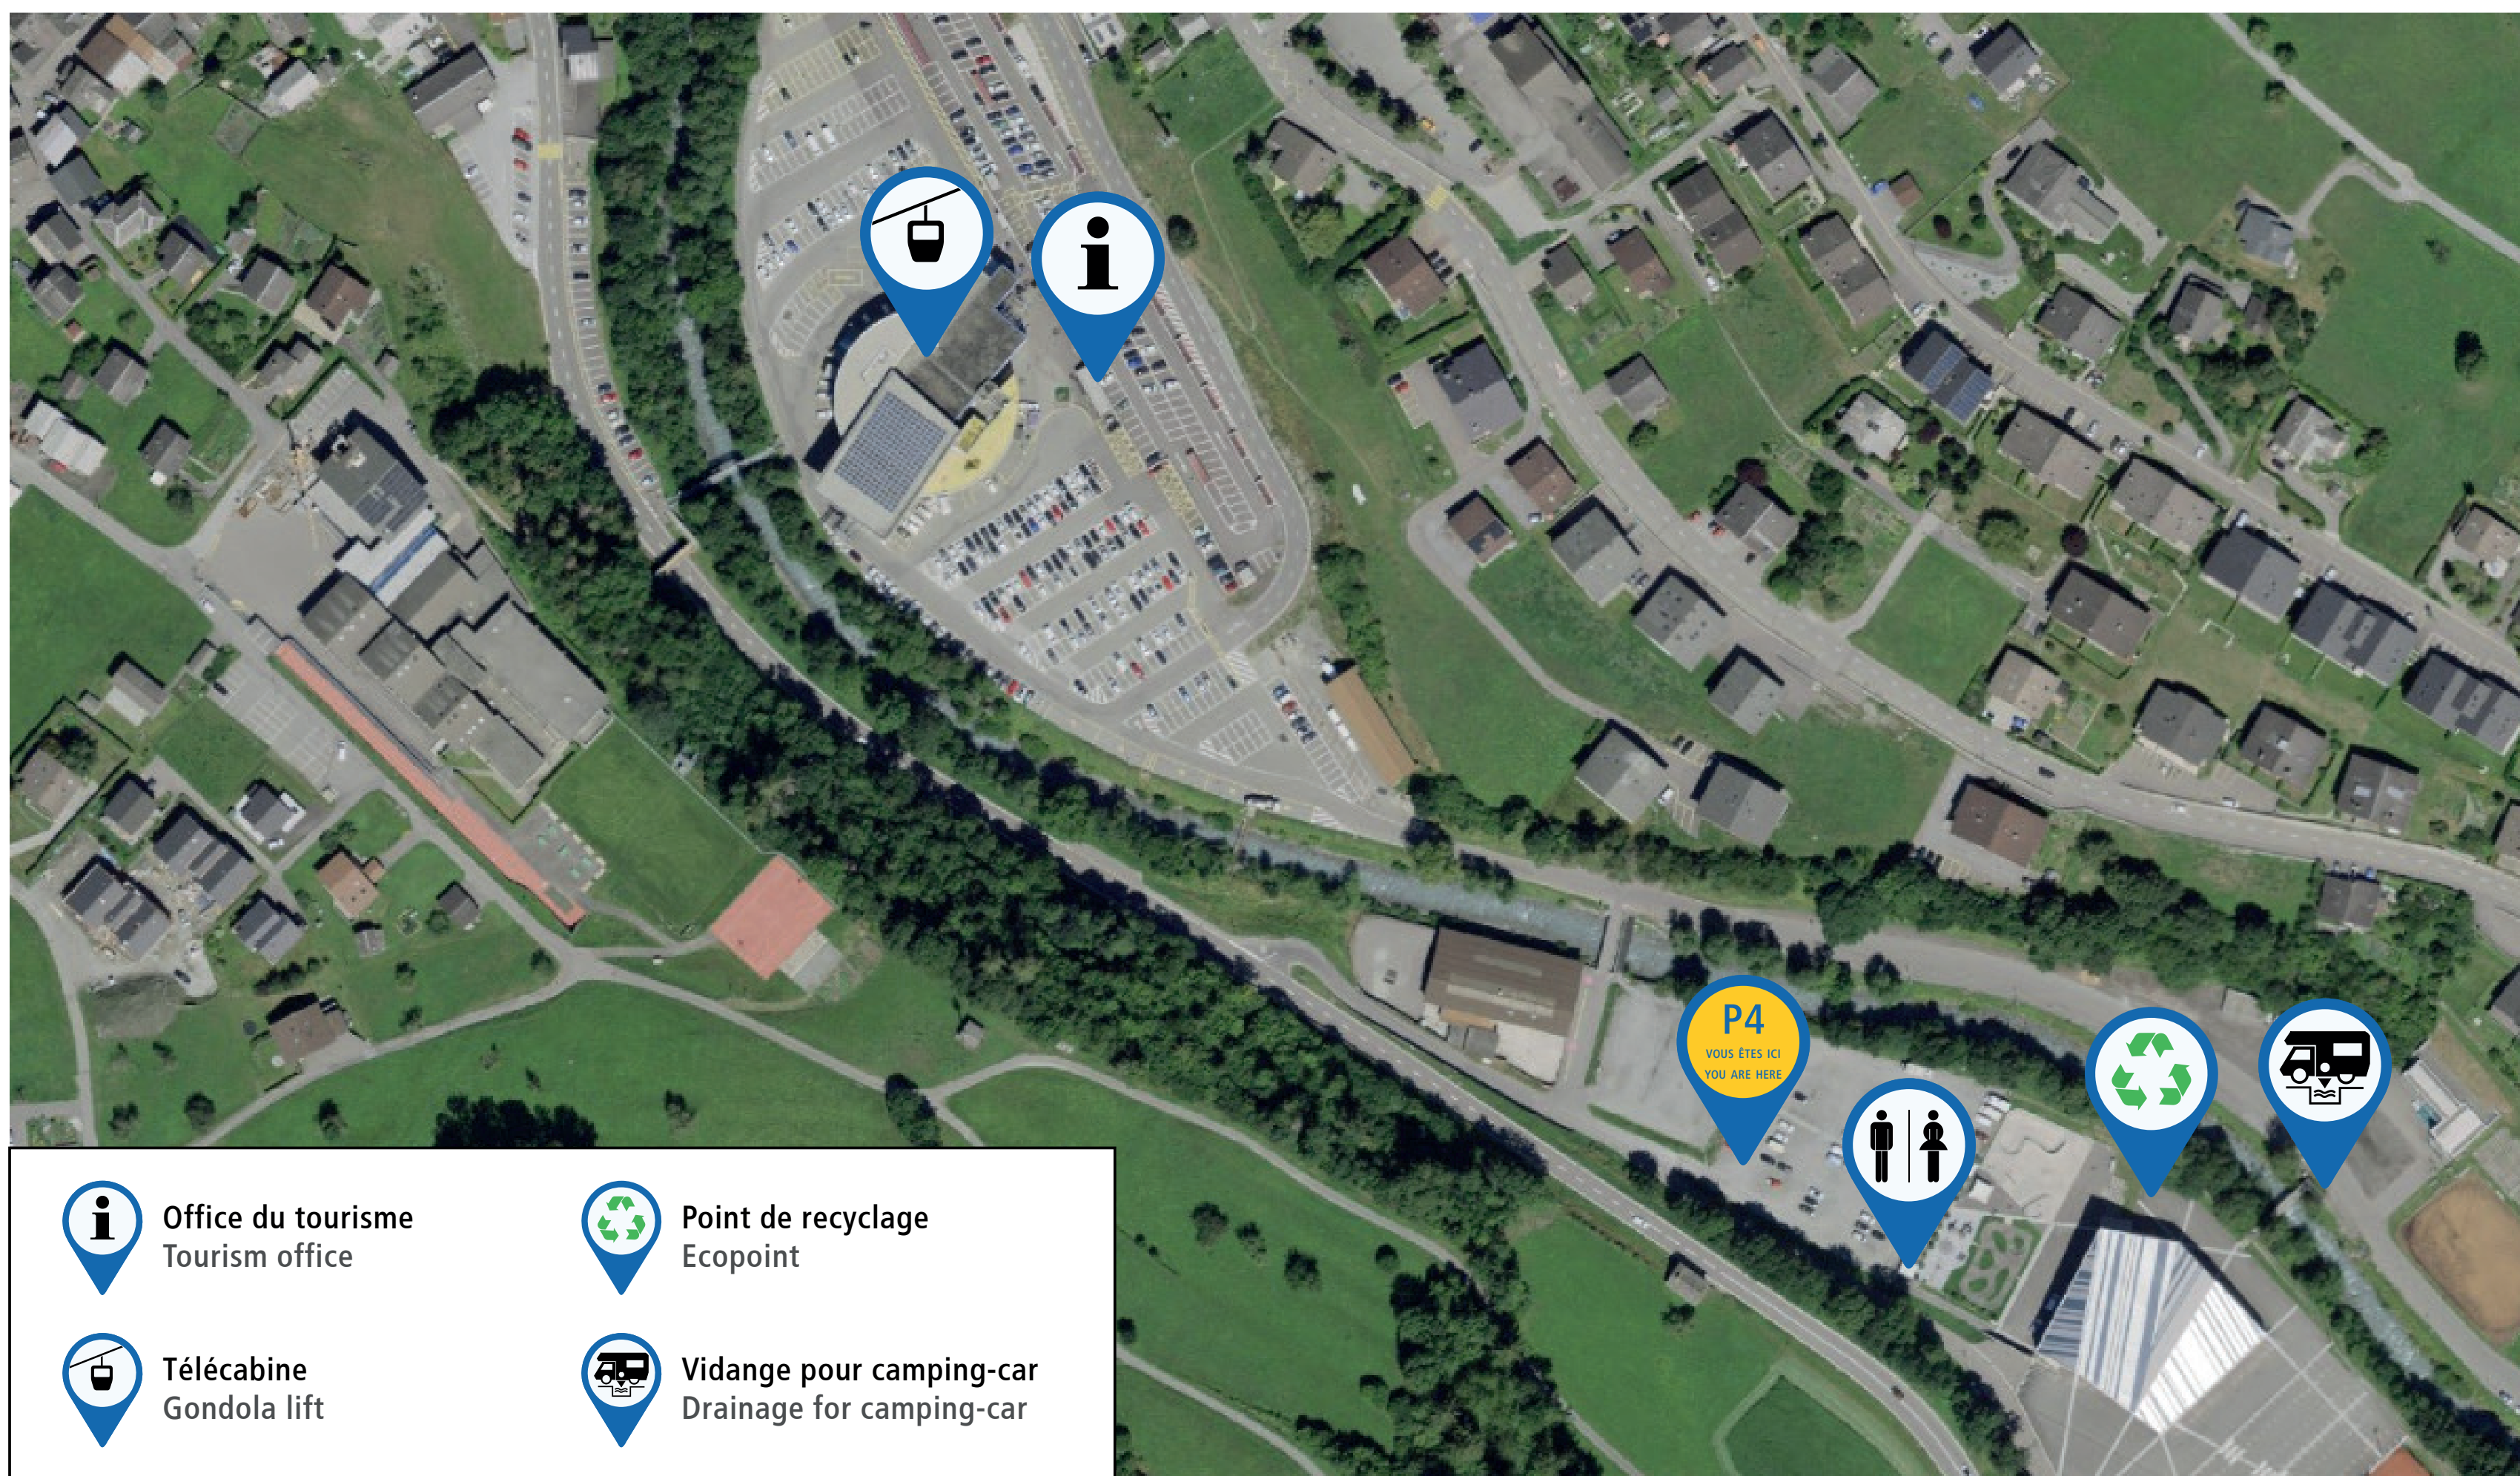 P4
VOUS ÊTES ICI
YOU ARE HERE
Office du tourisme
Tourism office
Télécabine
Gondola lift
Point de recyclage
Ecopoint
Vidange pour camping-car
Drainage for camping-car